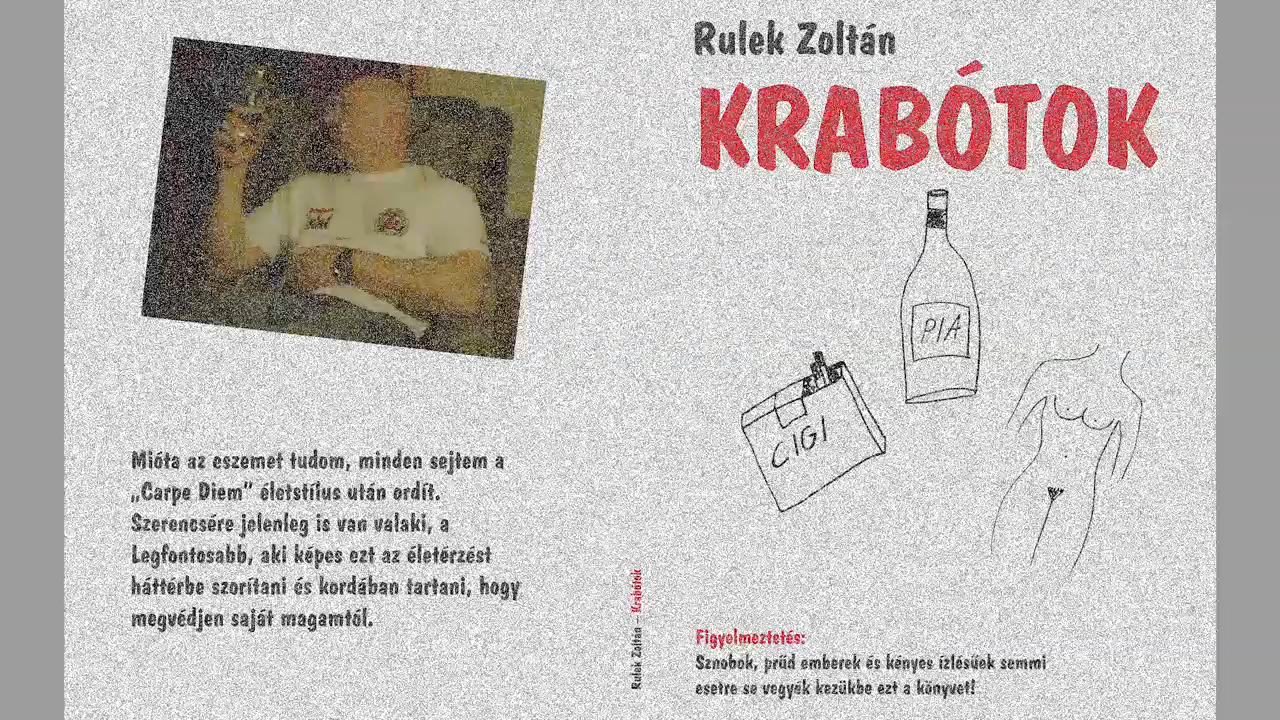 Mióta az eszemet tudom, minden sejtem a
„Carpe Diem” életstílus után ordít.
Szerencsére jelenleg is van valaki, a
Legfontosabb, aki képes ezt az életérzést
háttérbe szorítani és kordában tartani, hogy
megvédjen saját magamtól.
Rulek Zoltán – Krabótok
Rulek Zoltán
KRABÓTOK
PIA
CIGI
Figyelmeztetés:
Sznobok, prűd emberek és kényes ízlésűek semmi
esetre se vegyék kezükbe ezt a könyvet!